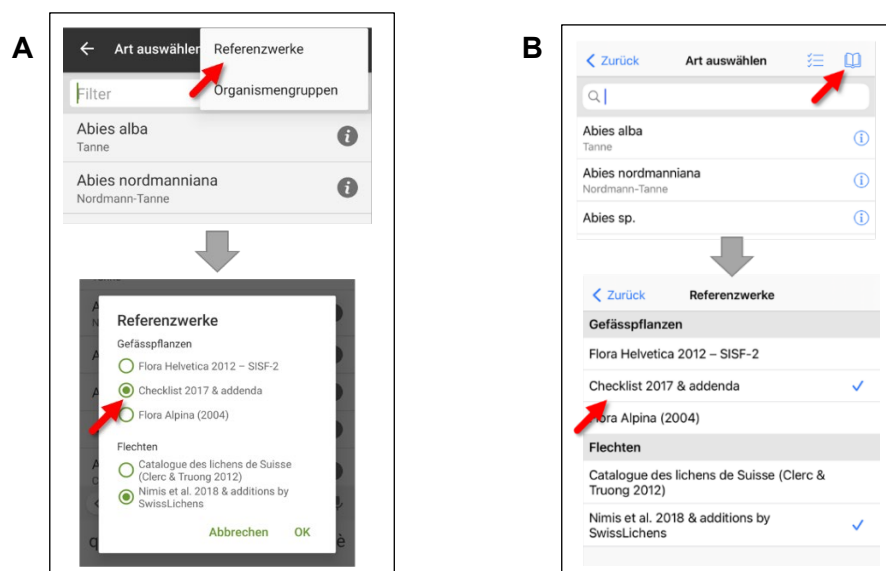 A
Art auswähler
Referenzwerke
Filter
Organismengruppen
Abies alba
Tanne
Abies nordmanniana
Nordmann-Tanne
Referenzwerke
Gefässpflanzen
Flora Helvetica 2012 – SISF-2
Checklist 2017 & addenda
Flora Alpina (2004)
Flechten
Catalogue des lichens de Suisse
(Clerc & Truong 2012)
Nimis et al. 2018 & additions by
SwissLichens
Abbrechen OK
q è
B
Zurück Art auswählen
Abies alba
Tanne
Abies nordmanniana
Nordmann-Tanne
Abies sp.
Zurück Referenzwerke
Gefässpflanzen
Flora Helvetica 2012 – SISF-2
Checklist 2017 & addenda
ora Alpina (2004)
Flechten
Catalogue des lichens de Suisse (Clerc &
Truong 2012)
Nimis et al. 2018 & additions by
SwissLichens